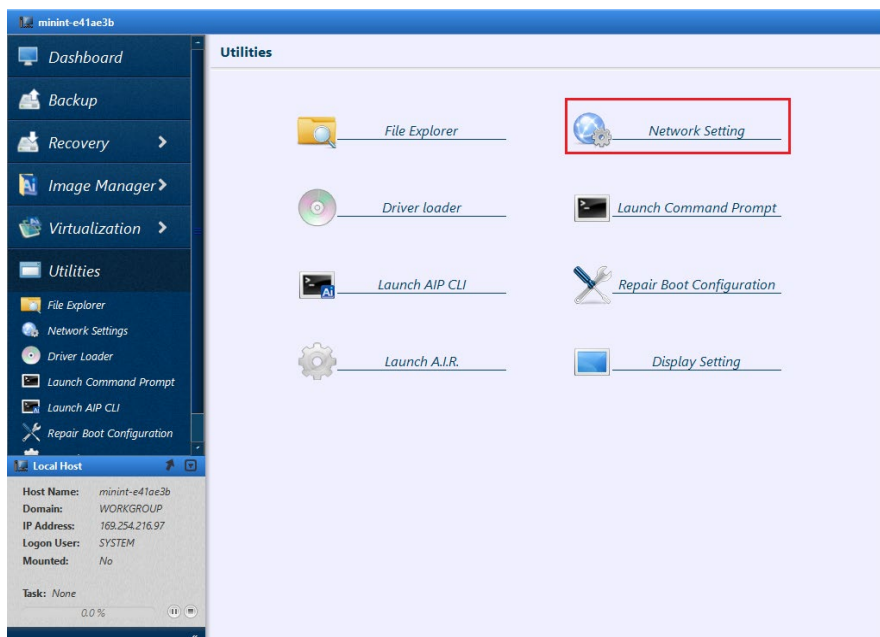 minint-e41ae3b
Dashboard
Backup
Recovery
Image Manager
Virtualization
Utilities
File Explorer
Network Settings
Driver Loader
Launch Command Prompt
Launch AIP CLI
Repair Boot Configuration
Local Host
Host Name: minint-e41ae3b
Domain: WORKGROUP
IP Address: 169.254.216.97
Logon User: SYSTEM
Mounted: No
Task: None
0.0 %
Utilities
File Explorer
Network Setting
Driver loader
Launch Command Prompt
Launch AIP CLI
Repair Boot Configuration
Launch A.I.R.
Display Setting